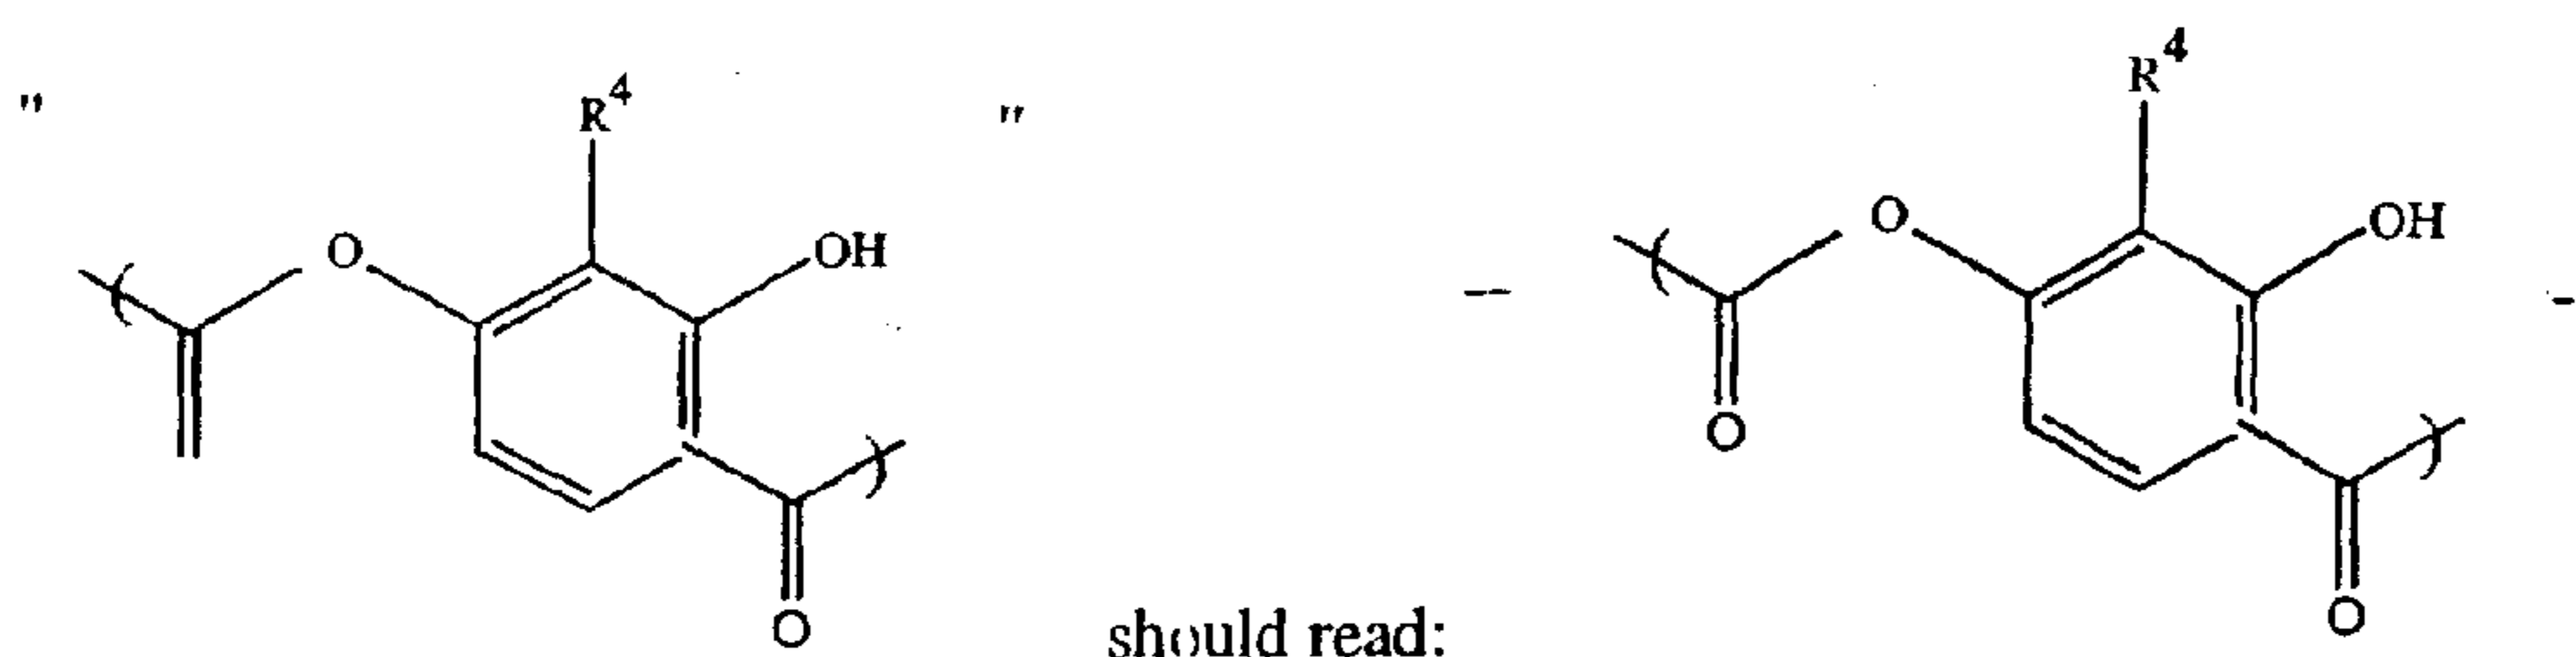 " R⁴ "
O OH
O
should read:
-- R⁴ -
O OH
O O